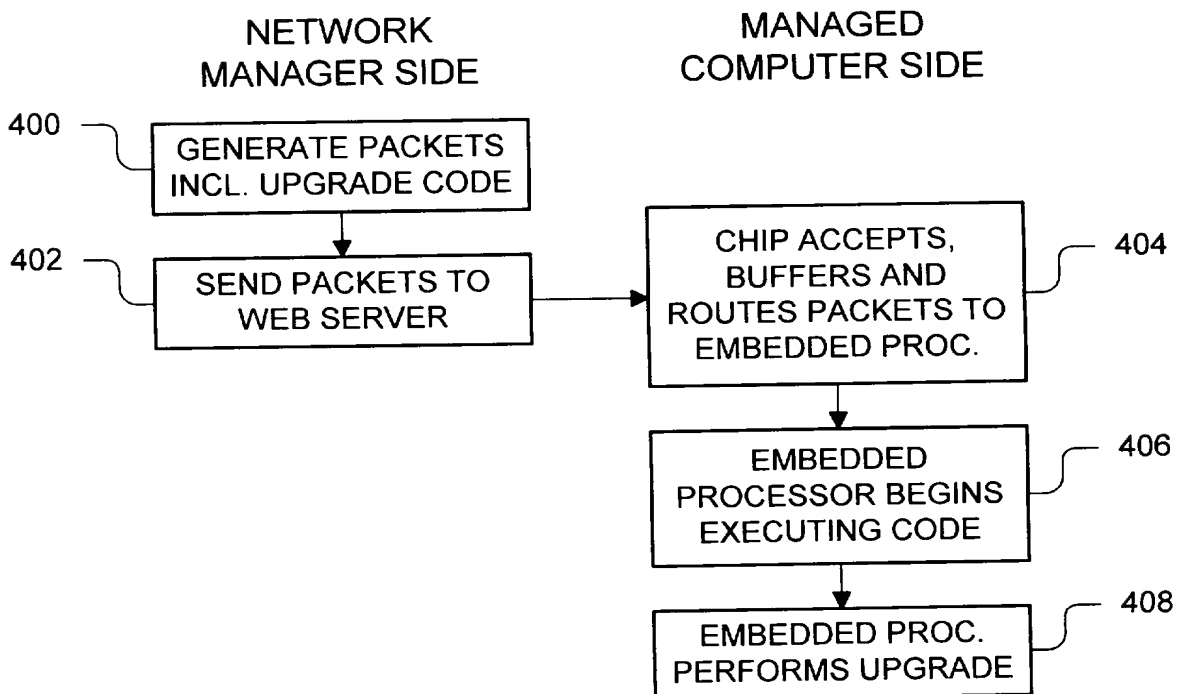 NETWORK
MANAGER SIDE
MANAGED
COMPUTER SIDE
400
GENERATE PACKETS
INCL. UPGRADE CODE
402
SEND PACKETS TO
WEB SERVER
CHIP ACCEPTS,
BUFFERS AND
ROUTES PACKETS TO
EMBEDDED PROC.
404
EMBEDDED
PROCESSOR BEGINS
EXECUTING CODE
406
EMBEDDED PROC.
PERFORMS UPGRADE
408